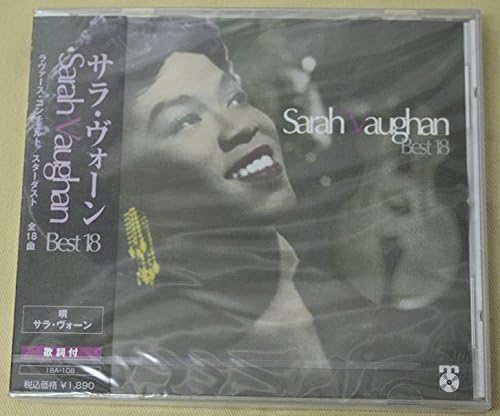 サラ・ヴォーン
Sarah Vaughan
Best 18
ラヴァース・コンチェルト/スターダスト
全18曲
唄
サラ・ヴォーン
歌詞付
18A-108
税込価格 ¥1,890
Sarah Vaughan
Best 18